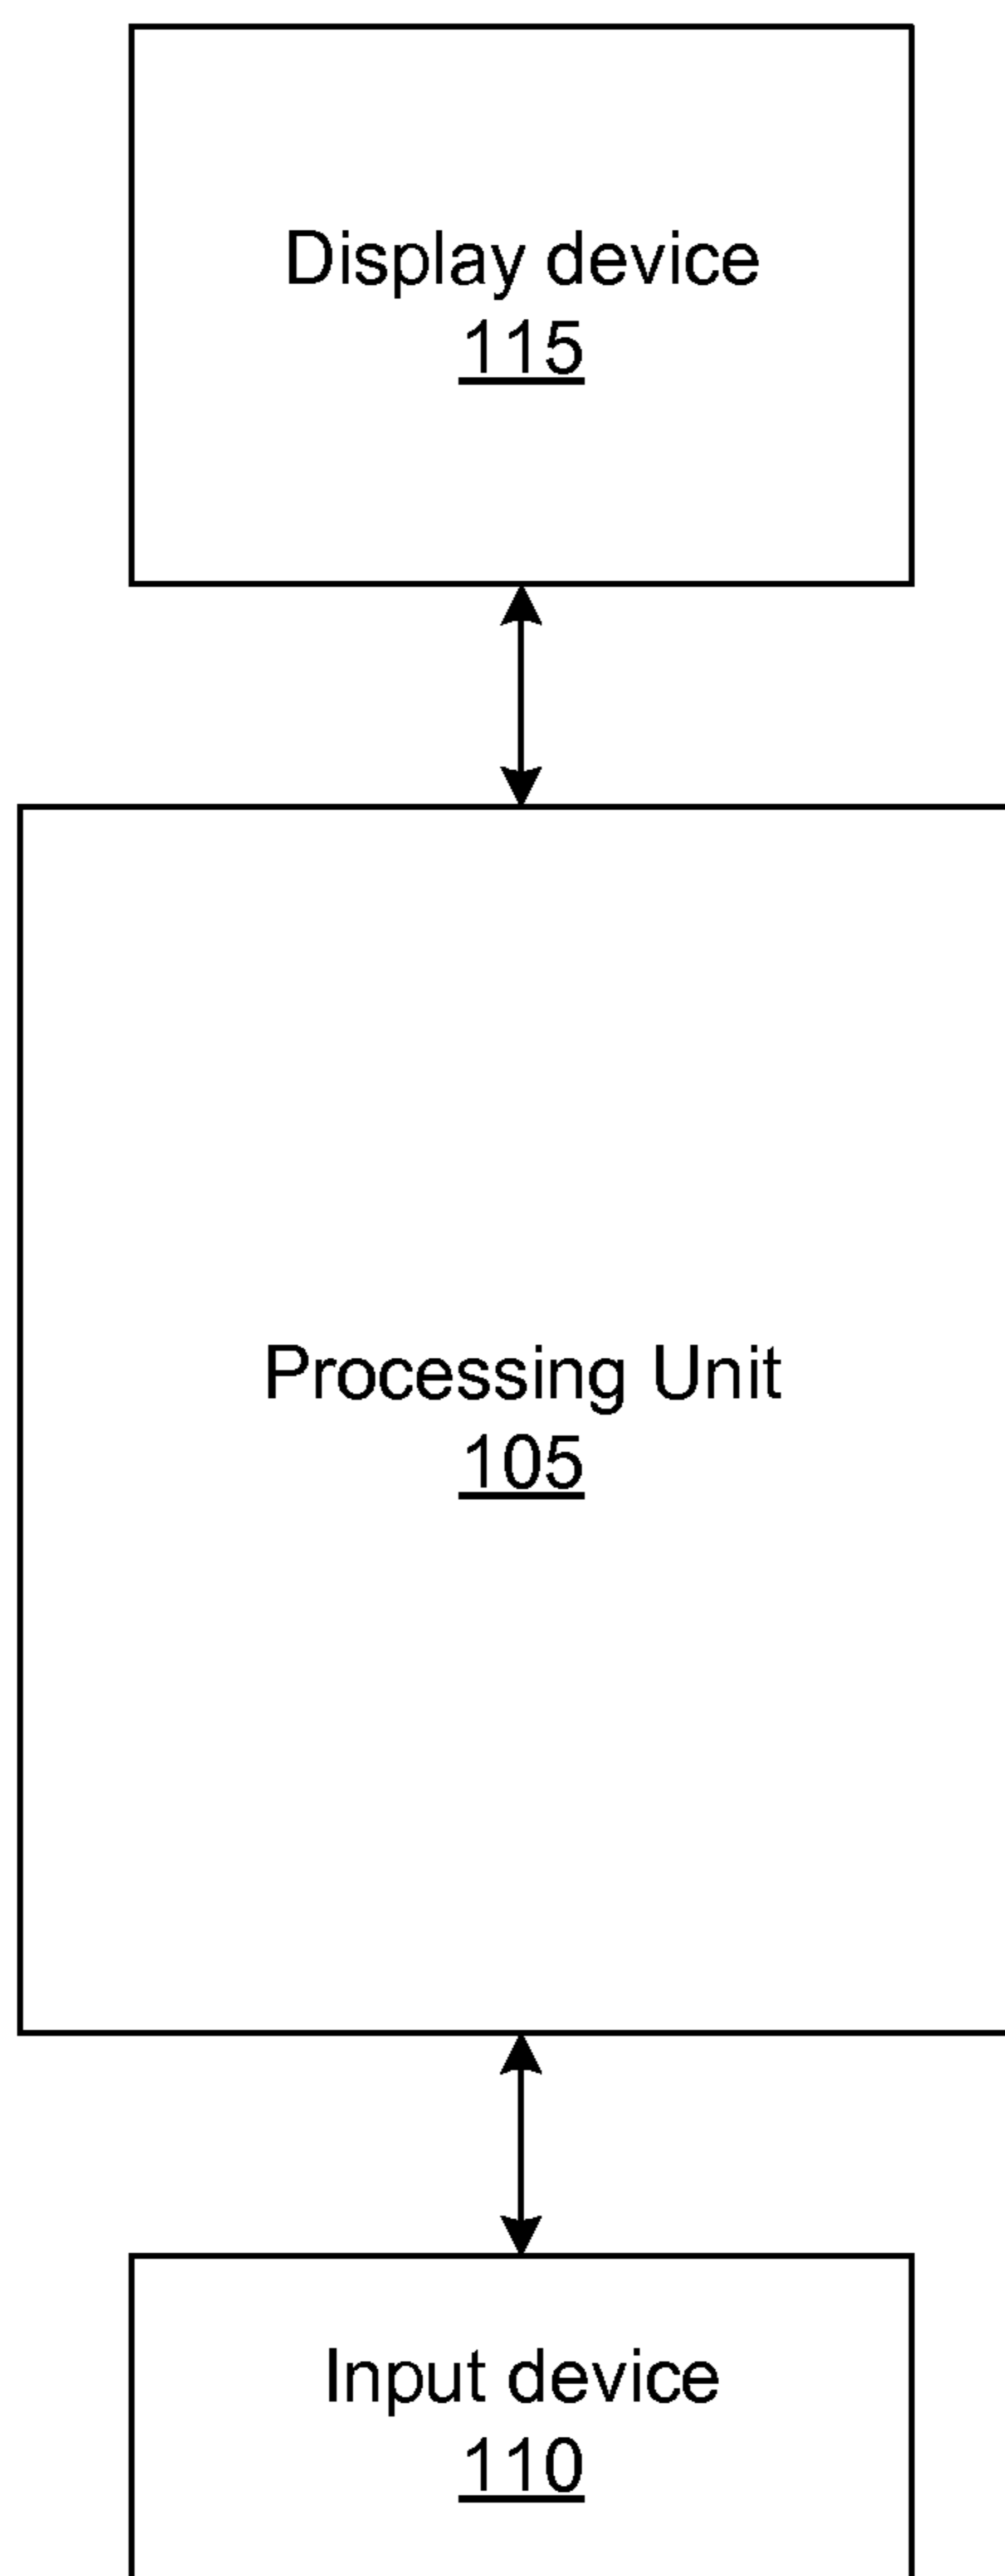 Display device
115
Processing Unit
105
Input device
110